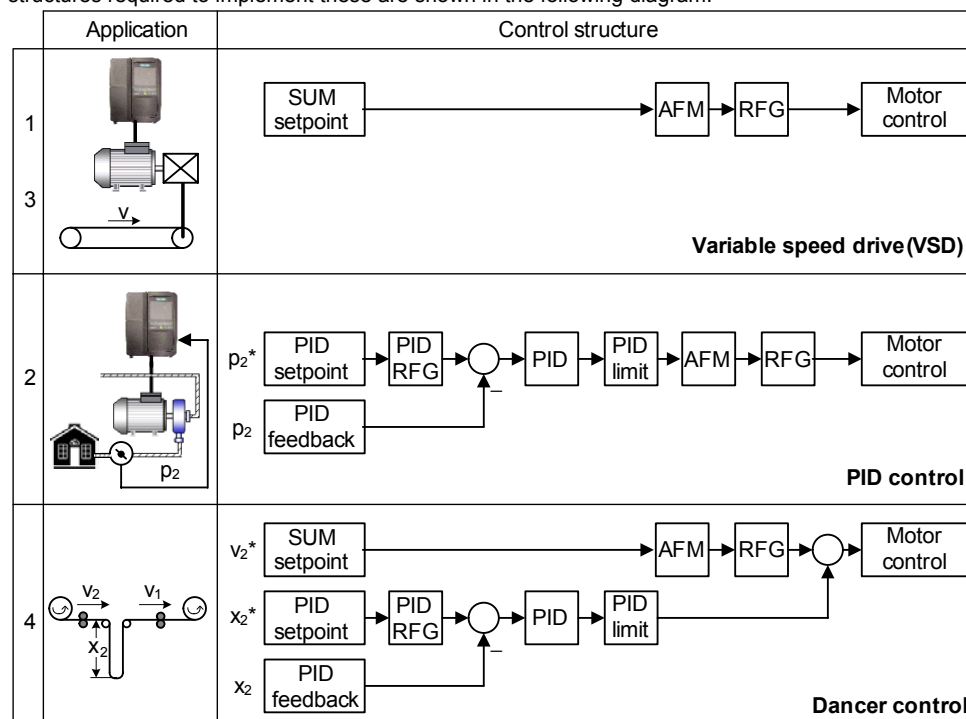 structures required to implement these are shown in the following diagram:
Application
Control structure
1
3
v
SUM
setpoint
AFM
RFG
Motor
control
Variable speed drive (VSD)
2
p2
p2*
PID
setpoint
PID
RFG
PID
PID
limit
AFM
RFG
Motor
control
p2
PID
feedback
–
PID control
4
v2
v1
x2
v2*
SUM
setpoint
AFM
RFG
Motor
control
x2*
PID
setpoint
PID
RFG
PID
PID
limit
x2
PID
feedback
–
Dancer control